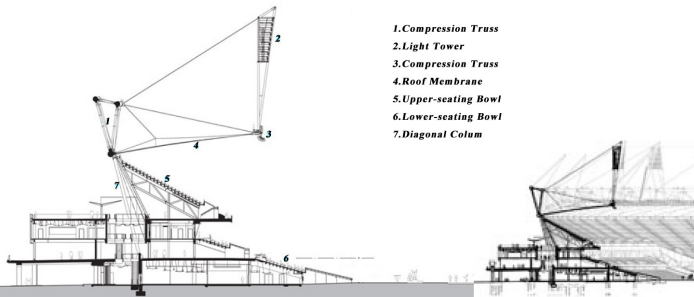 1.Compression Truss
2.Light Tower
3.Compression Truss
4.Roof Membrane
5.Upper-seating Bowl
6.Lower-seating Bowl
7.Diagonal Colum
2
1
3
4
5
7
6